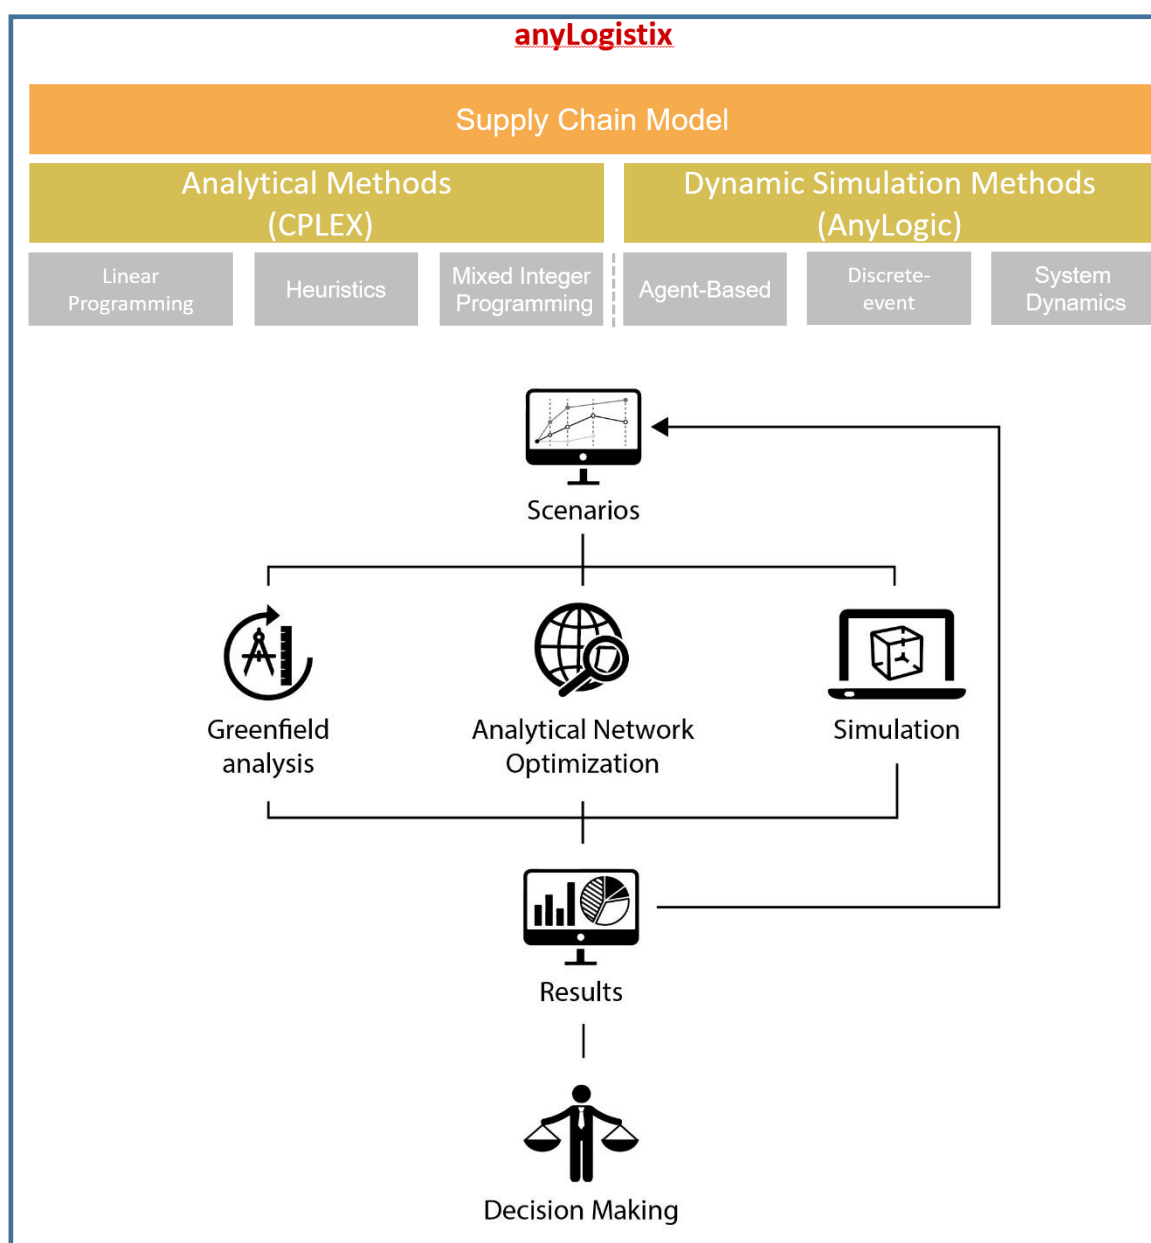 anyLogistix
Supply Chain Model
Analytical Methods
(CPLEX)
Dynamic Simulation Methods
(AnyLogic)
Linear
Programming
Heuristics
Mixed Integer
Programming
Agent-Based
Discrete-
event
System
Dynamics
Scenarios
Greenfield
analysis
Analytical Network
Optimization
Simulation
Results
Decision Making